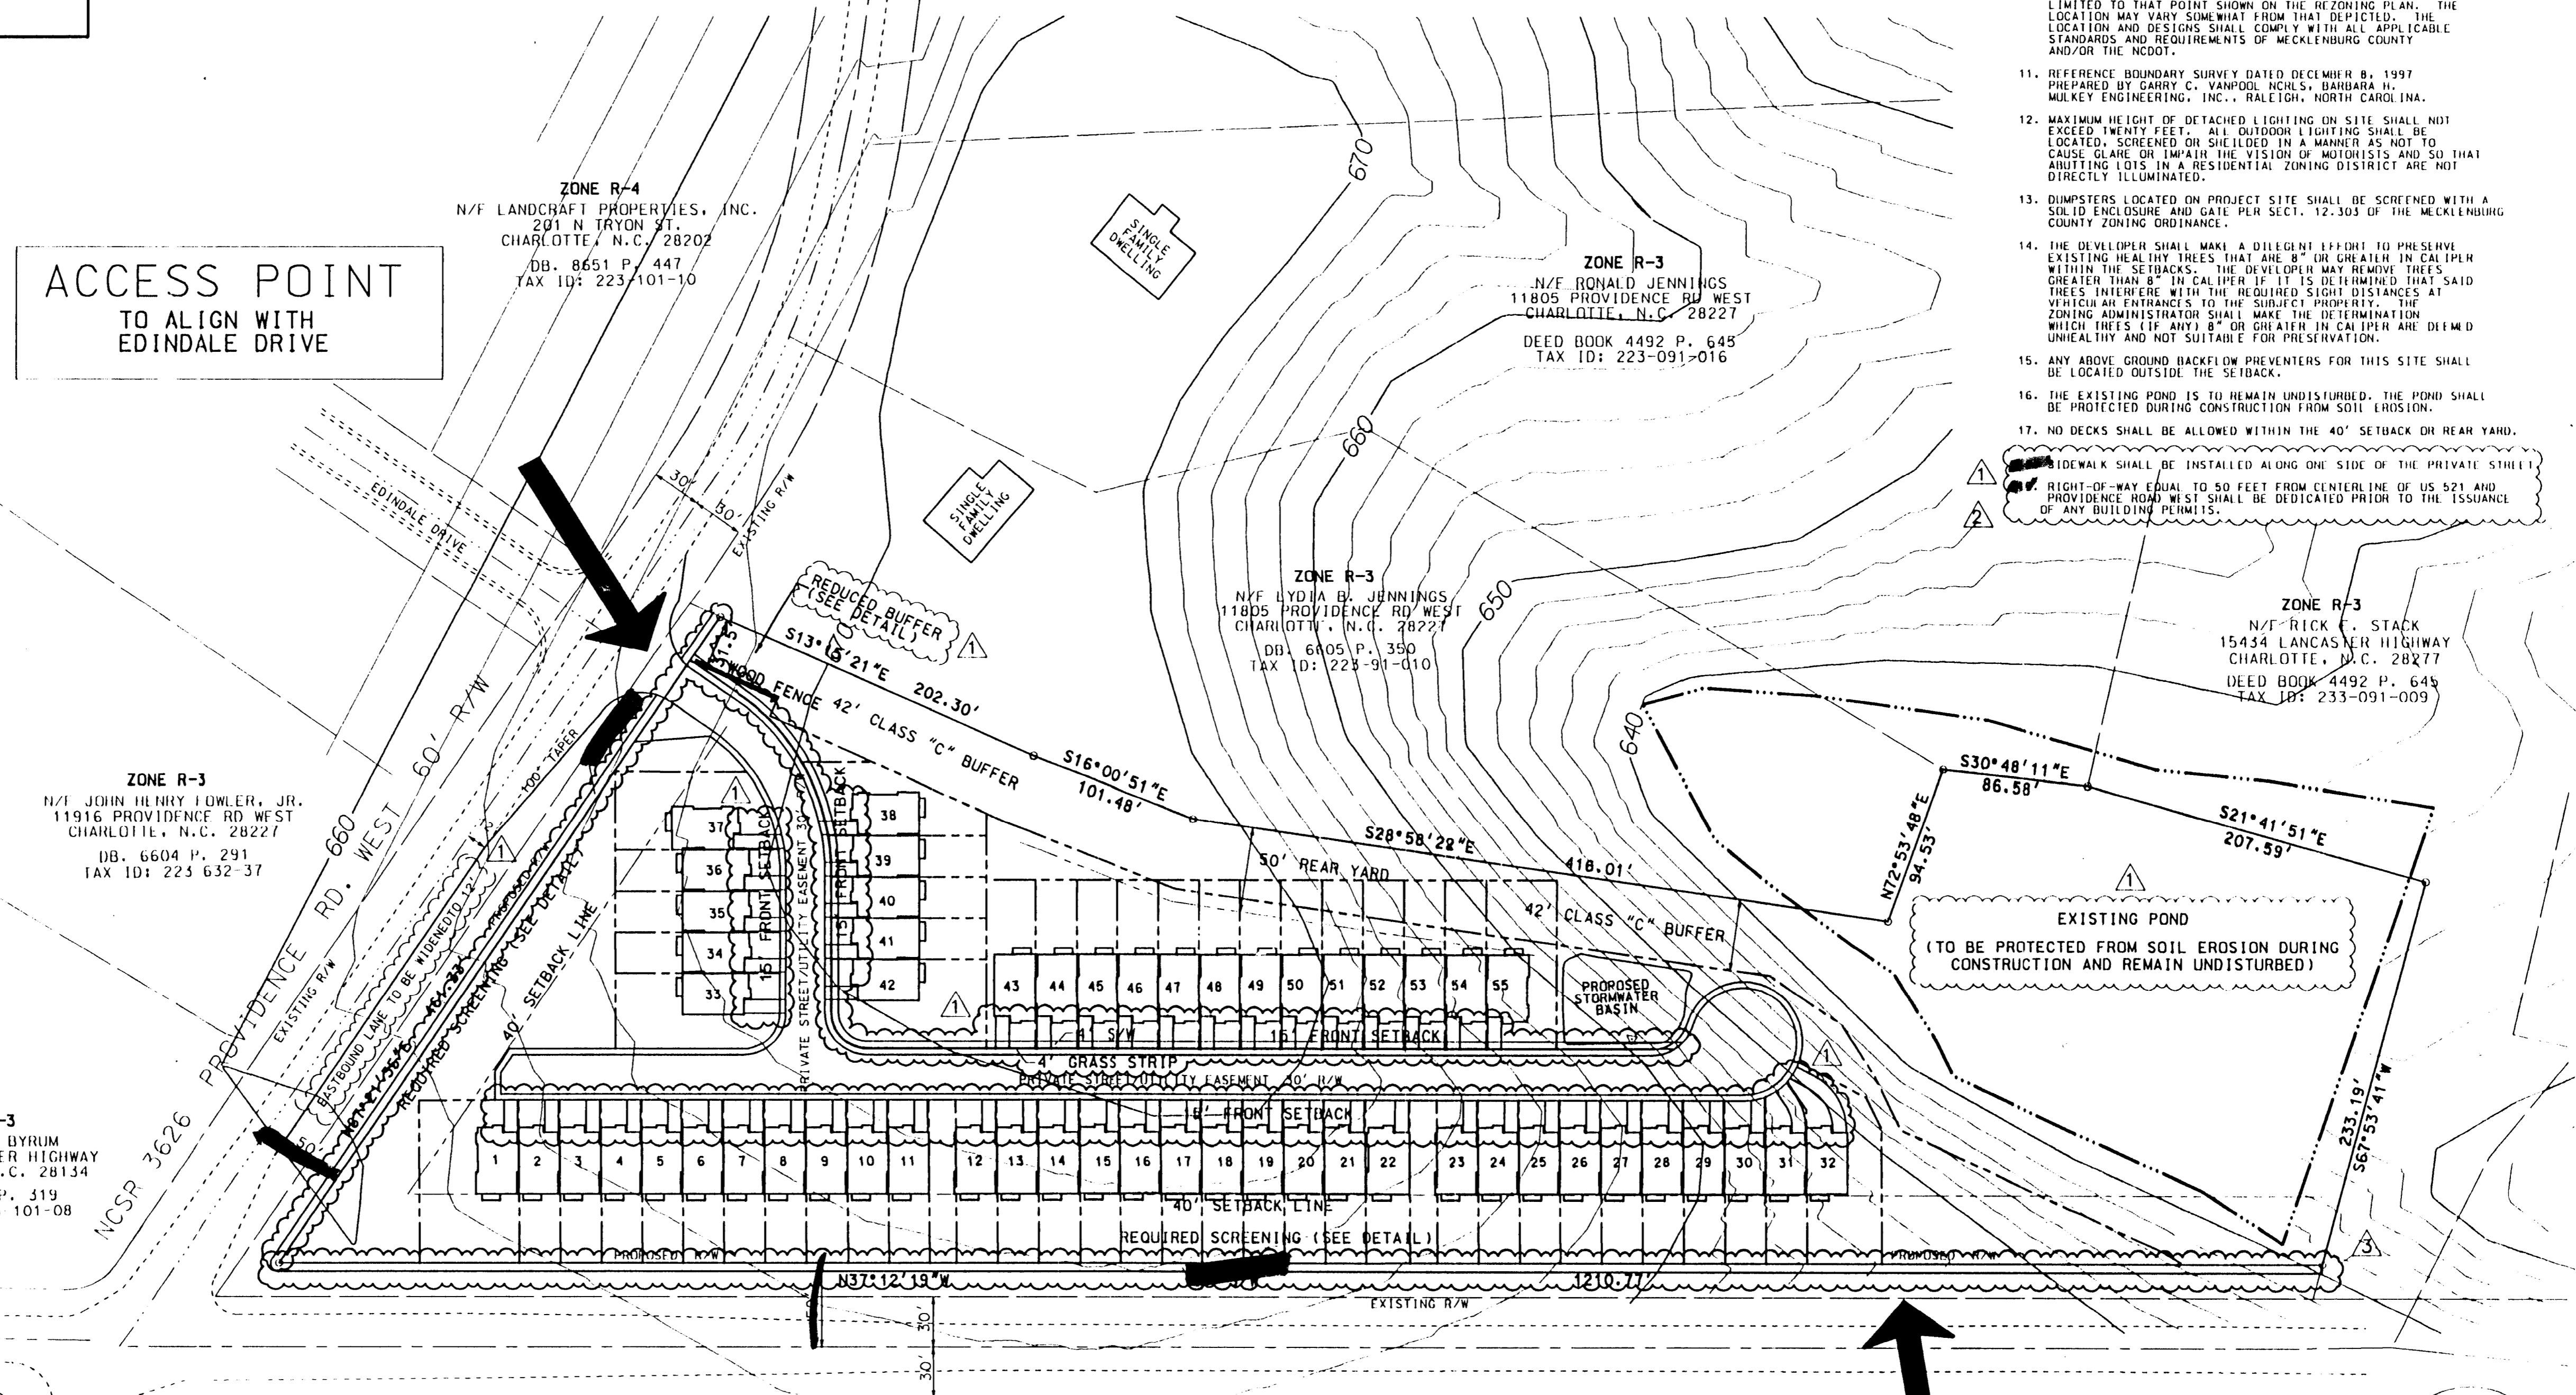 LIMITED TO THAT POINT SHOWN ON THE REZONING PLAN. THE
LOCATION MAY VARY SOMEWHAT FROM THAT DEPICTED. THE
LOCATION AND DESIGNS SHALL COMPLY WITH ALL APPLICABLE
STANDARDS AND REQUIREMENTS OF MECKLENBURG COUNTY
AND/OR THE NCDOT.
11. REFERENCE BOUNDARY SURVEY DATED DECEMBER 8, 1997
PREPARED BY GARRY C. VANPOOL NCRLS, BARBARA H.
MULKEY ENGINEERING, INC., RALEIGH, NORTH CAROLINA.
12. MAXIMUM HEIGHT OF DETACHED LIGHTING ON SITE SHALL NOT
EXCEED TWENTY FEET. ALL OUTDOOR LIGHTING SHALL BE
LOCATED, SCREENED OR SHEILDED IN A MANNER AS NOT TO
CAUSE GLARE OR IMPAIR THE VISION OF MOTORISTS AND SO THAT
ABUTTING LOTS IN A RESIDENTIAL ZONING DISTRICT ARE NOT
DIRECTLY ILLUMINATED.
13. DUMPSTERS LOCATED ON PROJECT SITE SHALL BE SCREENED WITH A
SOLID ENCLOSURE AND GATE PER SECT. 12.303 OF THE MECKLENBURG
COUNTY ZONING ORDINANCE.
14. THE DEVELOPER SHALL MAKE A DILEGENT EFFORT TO PRESERVE
EXISTING HEALTHY TREES THAT ARE 8" OR GREATER IN CALIPER
WITHIN THE SETBACKS. THE DEVELOPER MAY REMOVE TREES
GREATER THAN 8" IN CALIPER IF IT IS DETERMINED THAT SAID
TREES INTERFERE WITH THE REQUIRED SIGHT DISTANCES AT
VEHICULAR ENTRANCES TO THE SUBJECT PROPERTY. THE
ZONING ADMINISTRATOR SHALL MAKE THE DETERMINATION
WHICH TREES (IF ANY) 8" OR GREATER IN CALIPER ARE DEEMED
UNHEALTHY AND NOT SUITABLE FOR PRESERVATION.
15. ANY ABOVE GROUND BACKFLOW PREVENTERS FOR THIS SITE SHALL
BE LOCATED OUTSIDE THE SETBACK.
16. THE EXISTING POND IS TO REMAIN UNDISTURBED. THE POND SHALL
BE PROTECTED DURING CONSTRUCTION FROM SOIL EROSION.
17. NO DECKS SHALL BE ALLOWED WITHIN THE 40' SETBACK OR REAR YARD.
1
SIDEWALK SHALL BE INSTALLED ALONG ONE SIDE OF THE PRIVATE STREET
RIGHT-OF-WAY EQUAL TO 50 FEET FROM CENTERLINE OF US 521 AND
PROVIDENCE ROAD WEST SHALL BE DEDICATED PRIOR TO THE ISSUANCE
OF ANY BUILDING PERMITS.
2
ZONE R-4
N/F LANDCRAFT PROPERTIES, INC.
201 N TRYON ST.
CHARLOTTE, N.C. 28202
DB. 8651 P. 447
TAX ID: 223-101-10
ACCESS POINT
TO ALIGN WITH
EDINDALE DRIVE
670
SINGLE
FAMILY
DWELLING
ZONE R-3
N/F RONALD JENNINGS
11805 PROVIDENCE RD WEST
CHARLOTTE, N.C. 28227
DEED BOOK 4492 P. 645
TAX ID: 223-091-016
660
30'
30'
EXISTING R/W
EDINDALE DRIVE
SINGLE
FAMILY
DWELLING
ZONE R-3
N/F LYDIA B. JENNINGS
11805 PROVIDENCE RD WEST
CHARLOTTE, N.C. 28227
DB. 6605 P. 350
TAX ID: 223-91-010
650
ZONE R-3
N/F RICK E. STACK
15434 LANCASTER HIGHWAY
CHARLOTTE, N.C. 28277
DEED BOOK 4492 P. 645
TAX ID: 233-091-009
REDUCED BUFFER
(SEE DETAIL)
1
31.57
S13°15'21"E 202.30'
WOOD FENCE 42' CLASS "C" BUFFER
S16°00'51"E
101.48'
640
S30°48'11"E
86.58'
S21°41'51"E
207.59'
N72°53'48"E
94.53'
S28°58'28"E
416.01'
50' REAR YARD
42' CLASS "C" BUFFER
1
EXISTING POND
(TO BE PROTECTED FROM SOIL EROSION DURING
CONSTRUCTION AND REMAIN UNDISTURBED)
ZONE R-3
N/F JOHN HENRY FOWLER, JR.
11916 PROVIDENCE RD WEST
CHARLOTTE, N.C. 28227
DB. 6604 P. 291
TAX ID: 223 632-37
100' TAPER
1
660
NCSR 3626 PROVIDENCE RD. WEST 60' R/W
EXISTING R/W
EASTBOUND LANE TO BE WIDENED TO 12'
PROPOSED R/W
REQUIRED SCREENING (SEE DETAIL)
40' SETBACK LINE
1
37
36
35
34
33
15' FRONT SETBACK
PRIVATE STREET/UTILITY EASEMENT 30' R/W
15' FRONT SETBACK
38
39
40
41
42
1
43 44 45 46 47 48 49 50 51 52 53 54 55
PROPOSED
STORMWATER
BASIN
4' S/W
15' FRONT SETBACK
4' GRASS STRIP
PRIVATE STREET/UTILITY EASEMENT 30' R/W
15' FRONT SETBACK
1
1 2 3 4 5 6 7 8 9 10 11 12 13 14 15 16 17 18 19 20 21 22 23 24 25 26 27 28 29 30 31 32
40' SETBACK LINE
REQUIRED SCREENING (SEE DETAIL)
PROPOSED R/W
PROPOSED R/W
233.19'
S67°53'41"W
3
N37°12'19"W
1210.77'
EXISTING R/W
30'
30'
50'
-3
BYRUM
ER HIGHWAY
.C. 28134
P. 319
101-08